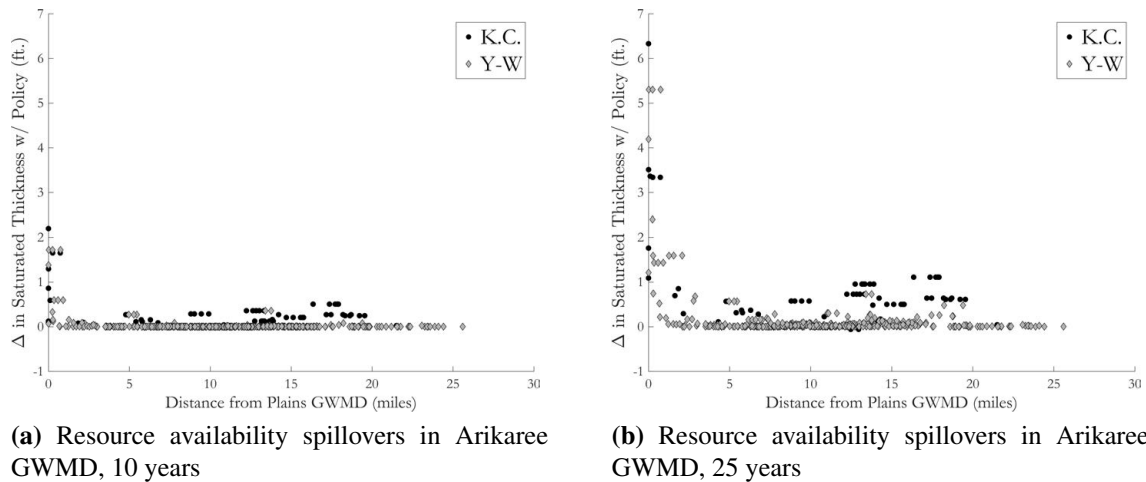 7
6
5
4
3
2
1
0
-1
Δ in Saturated Thickness w/ Policy (ft.)
K.C.
Y-W
0 5 10 15 20 25 30
Distance from Plains GWMD (miles)
(a) Resource availability spillovers in Arikaree
GWMD, 10 years
7
6
5
4
3
2
1
0
-1
Δ in Saturated Thickness w/ Policy (ft.)
K.C.
Y-W
0 5 10 15 20 25 30
Distance from Plains GWMD (miles)
(b) Resource availability spillovers in Arikaree
GWMD, 25 years